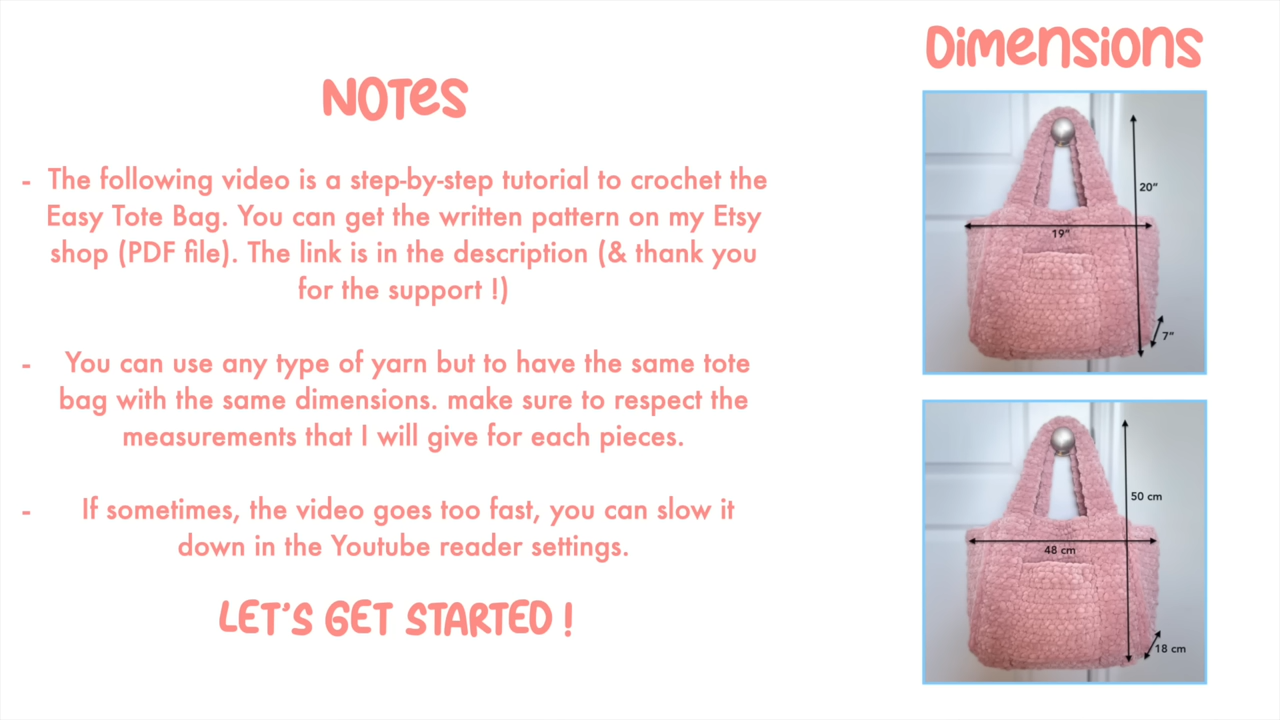 NOTes
- The following video is a step-by-step tutorial to crochet the
Easy Tote Bag. You can get the written pattern on my Etsy
shop (PDF file). The link is in the description (& thank you
for the support !)
- You can use any type of yarn but to have the same tote
bag with the same dimensions. make sure to respect the
measurements that I will give for each pieces.
- If sometimes, the video goes too fast, you can slow it
down in the Youtube reader settings.
LET'S GET STARTED !
Dimensions
20"
19"
7"
50 cm
48 cm
18 cm